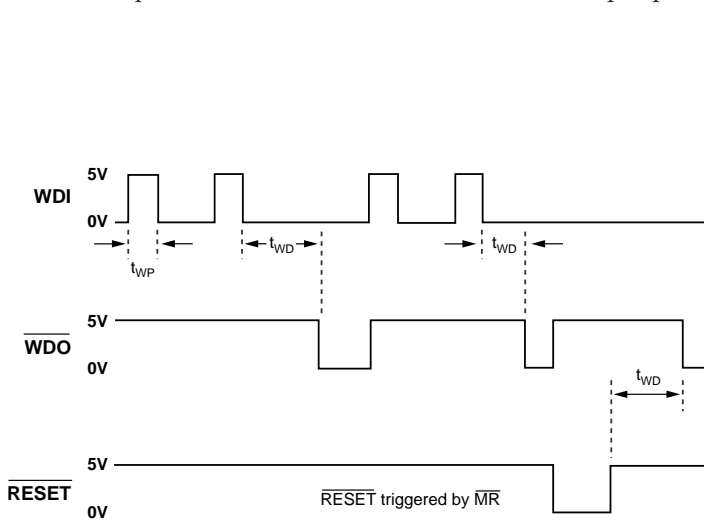 5V
WDI
0V
tWD
tWD
tWP
5V
WDO
0V
tWD
5V
RESET
RESET triggered by MR
0V